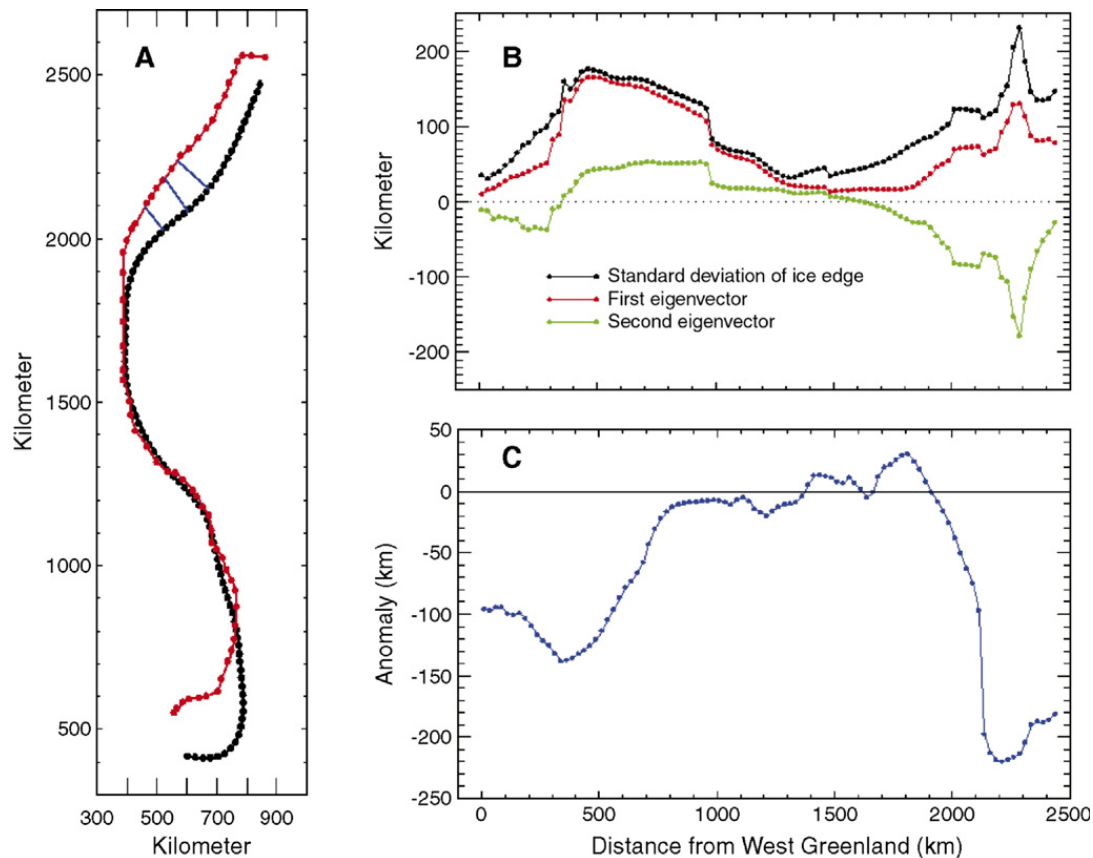 A
Kilometer
2500
2000
1500
1000
500
300 500 700 900
Kilometer
B
Kilometer
200
100
0
-100
-200
Standard deviation of ice edge
First eigenvector
Second eigenvector
C
Anomaly (km)
50
0
-50
-100
-150
-200
-250
0 500 1000 1500 2000 2500
Distance from West Greenland (km)